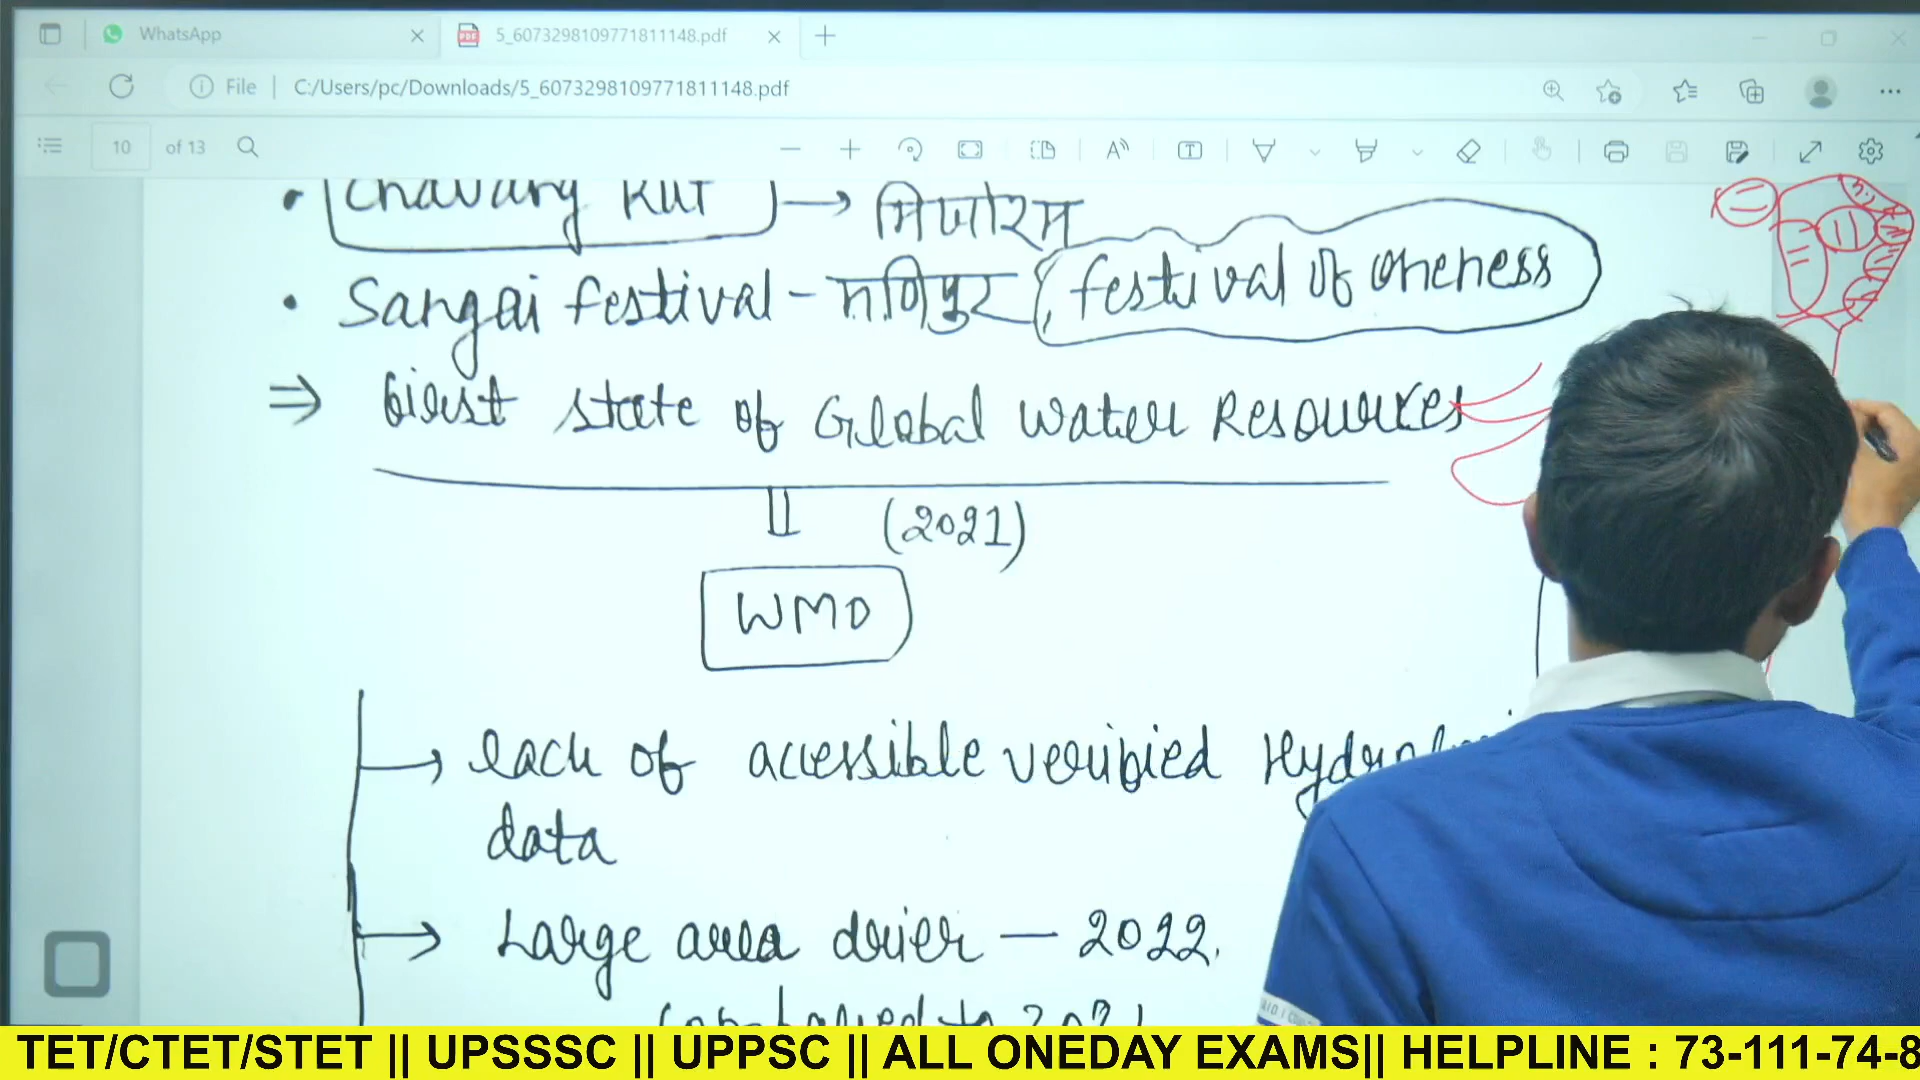 WhatsApp
5_6073298109771811148.pdf
File | C:/Users/pc/Downloads/5_6073298109771811148.pdf
10 of 13
Kut → मिजोरम
• Sangai festival - मणिपुर, festival of oneness
⇒ first state of Global Water Resources
(2021)
WMO
→ lack of accessible verified
data
→ Large area drier — 2022.
2021
TET/CTET/STET || UPSSSC || UPPSC || ALL ONEDAY EXAMS|| HELPLINE : 73-111-74-8